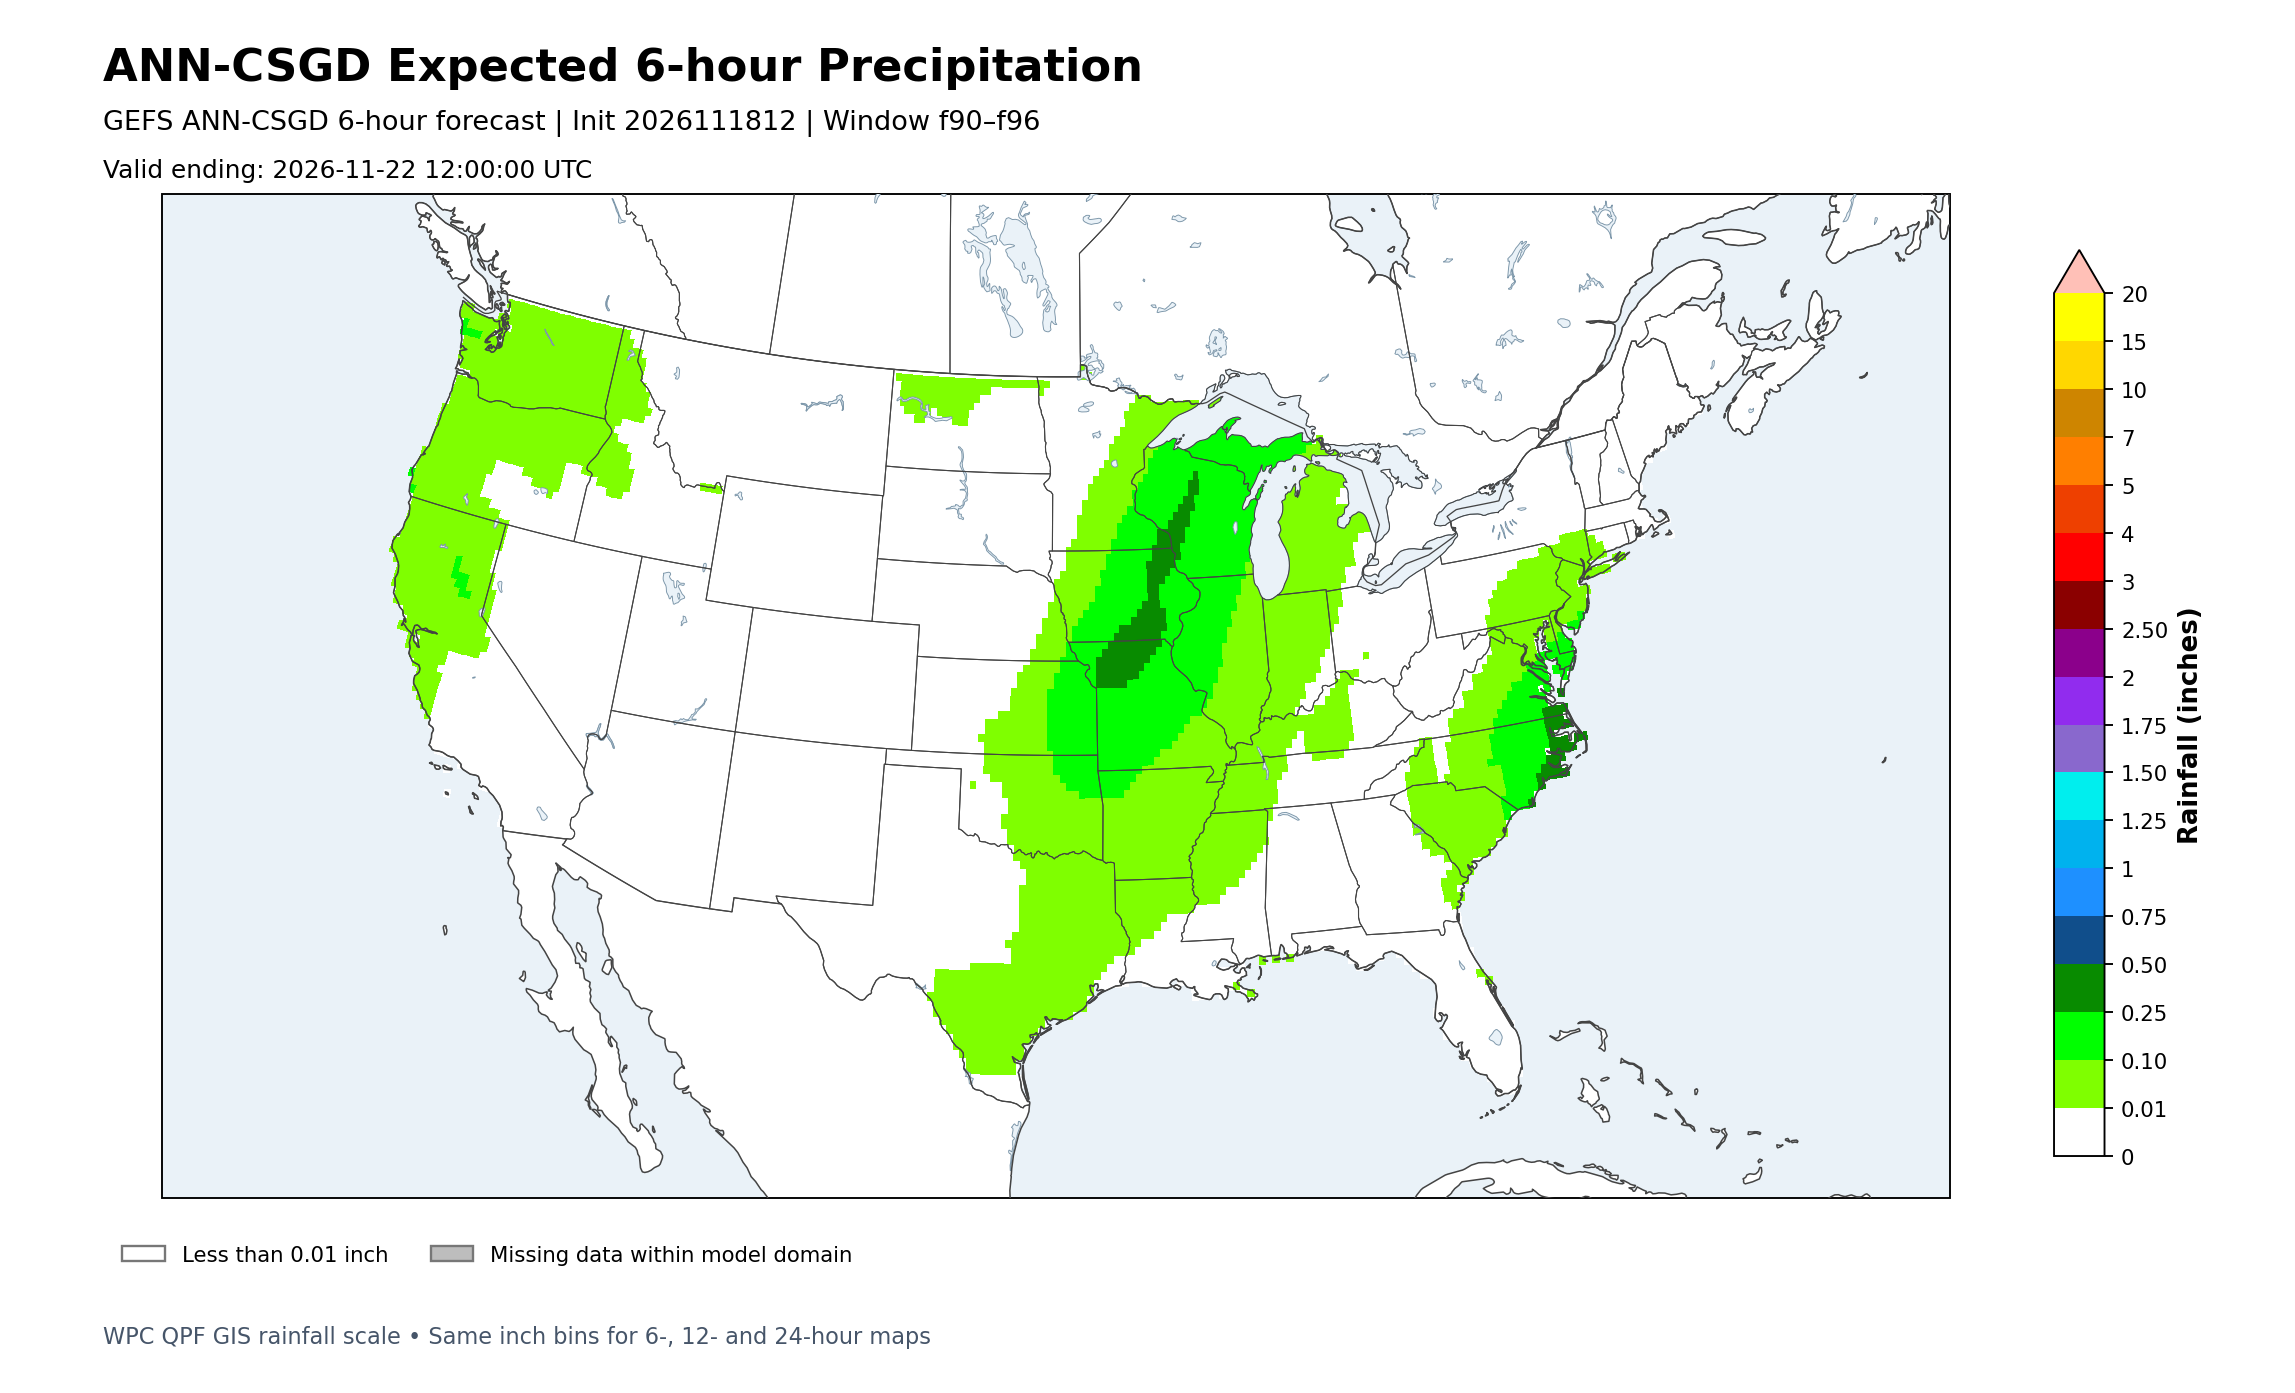 ANN-CSGD Expected 6-hour Precipitation
GEFS ANN-CSGD 6-hour forecast | Init 2026111812 | Window f90–f96
Valid ending: 2026-11-22 12:00:00 UTC
20
15
10
7
5
4
3
2.50
2
1.75
1.50
1.25
1
0.75
0.50
0.25
0.10
0.01
0
Rainfall (inches)
Less than 0.01 inch
Missing data within model domain
WPC QPF GIS rainfall scale • Same inch bins for 6-, 12- and 24-hour maps